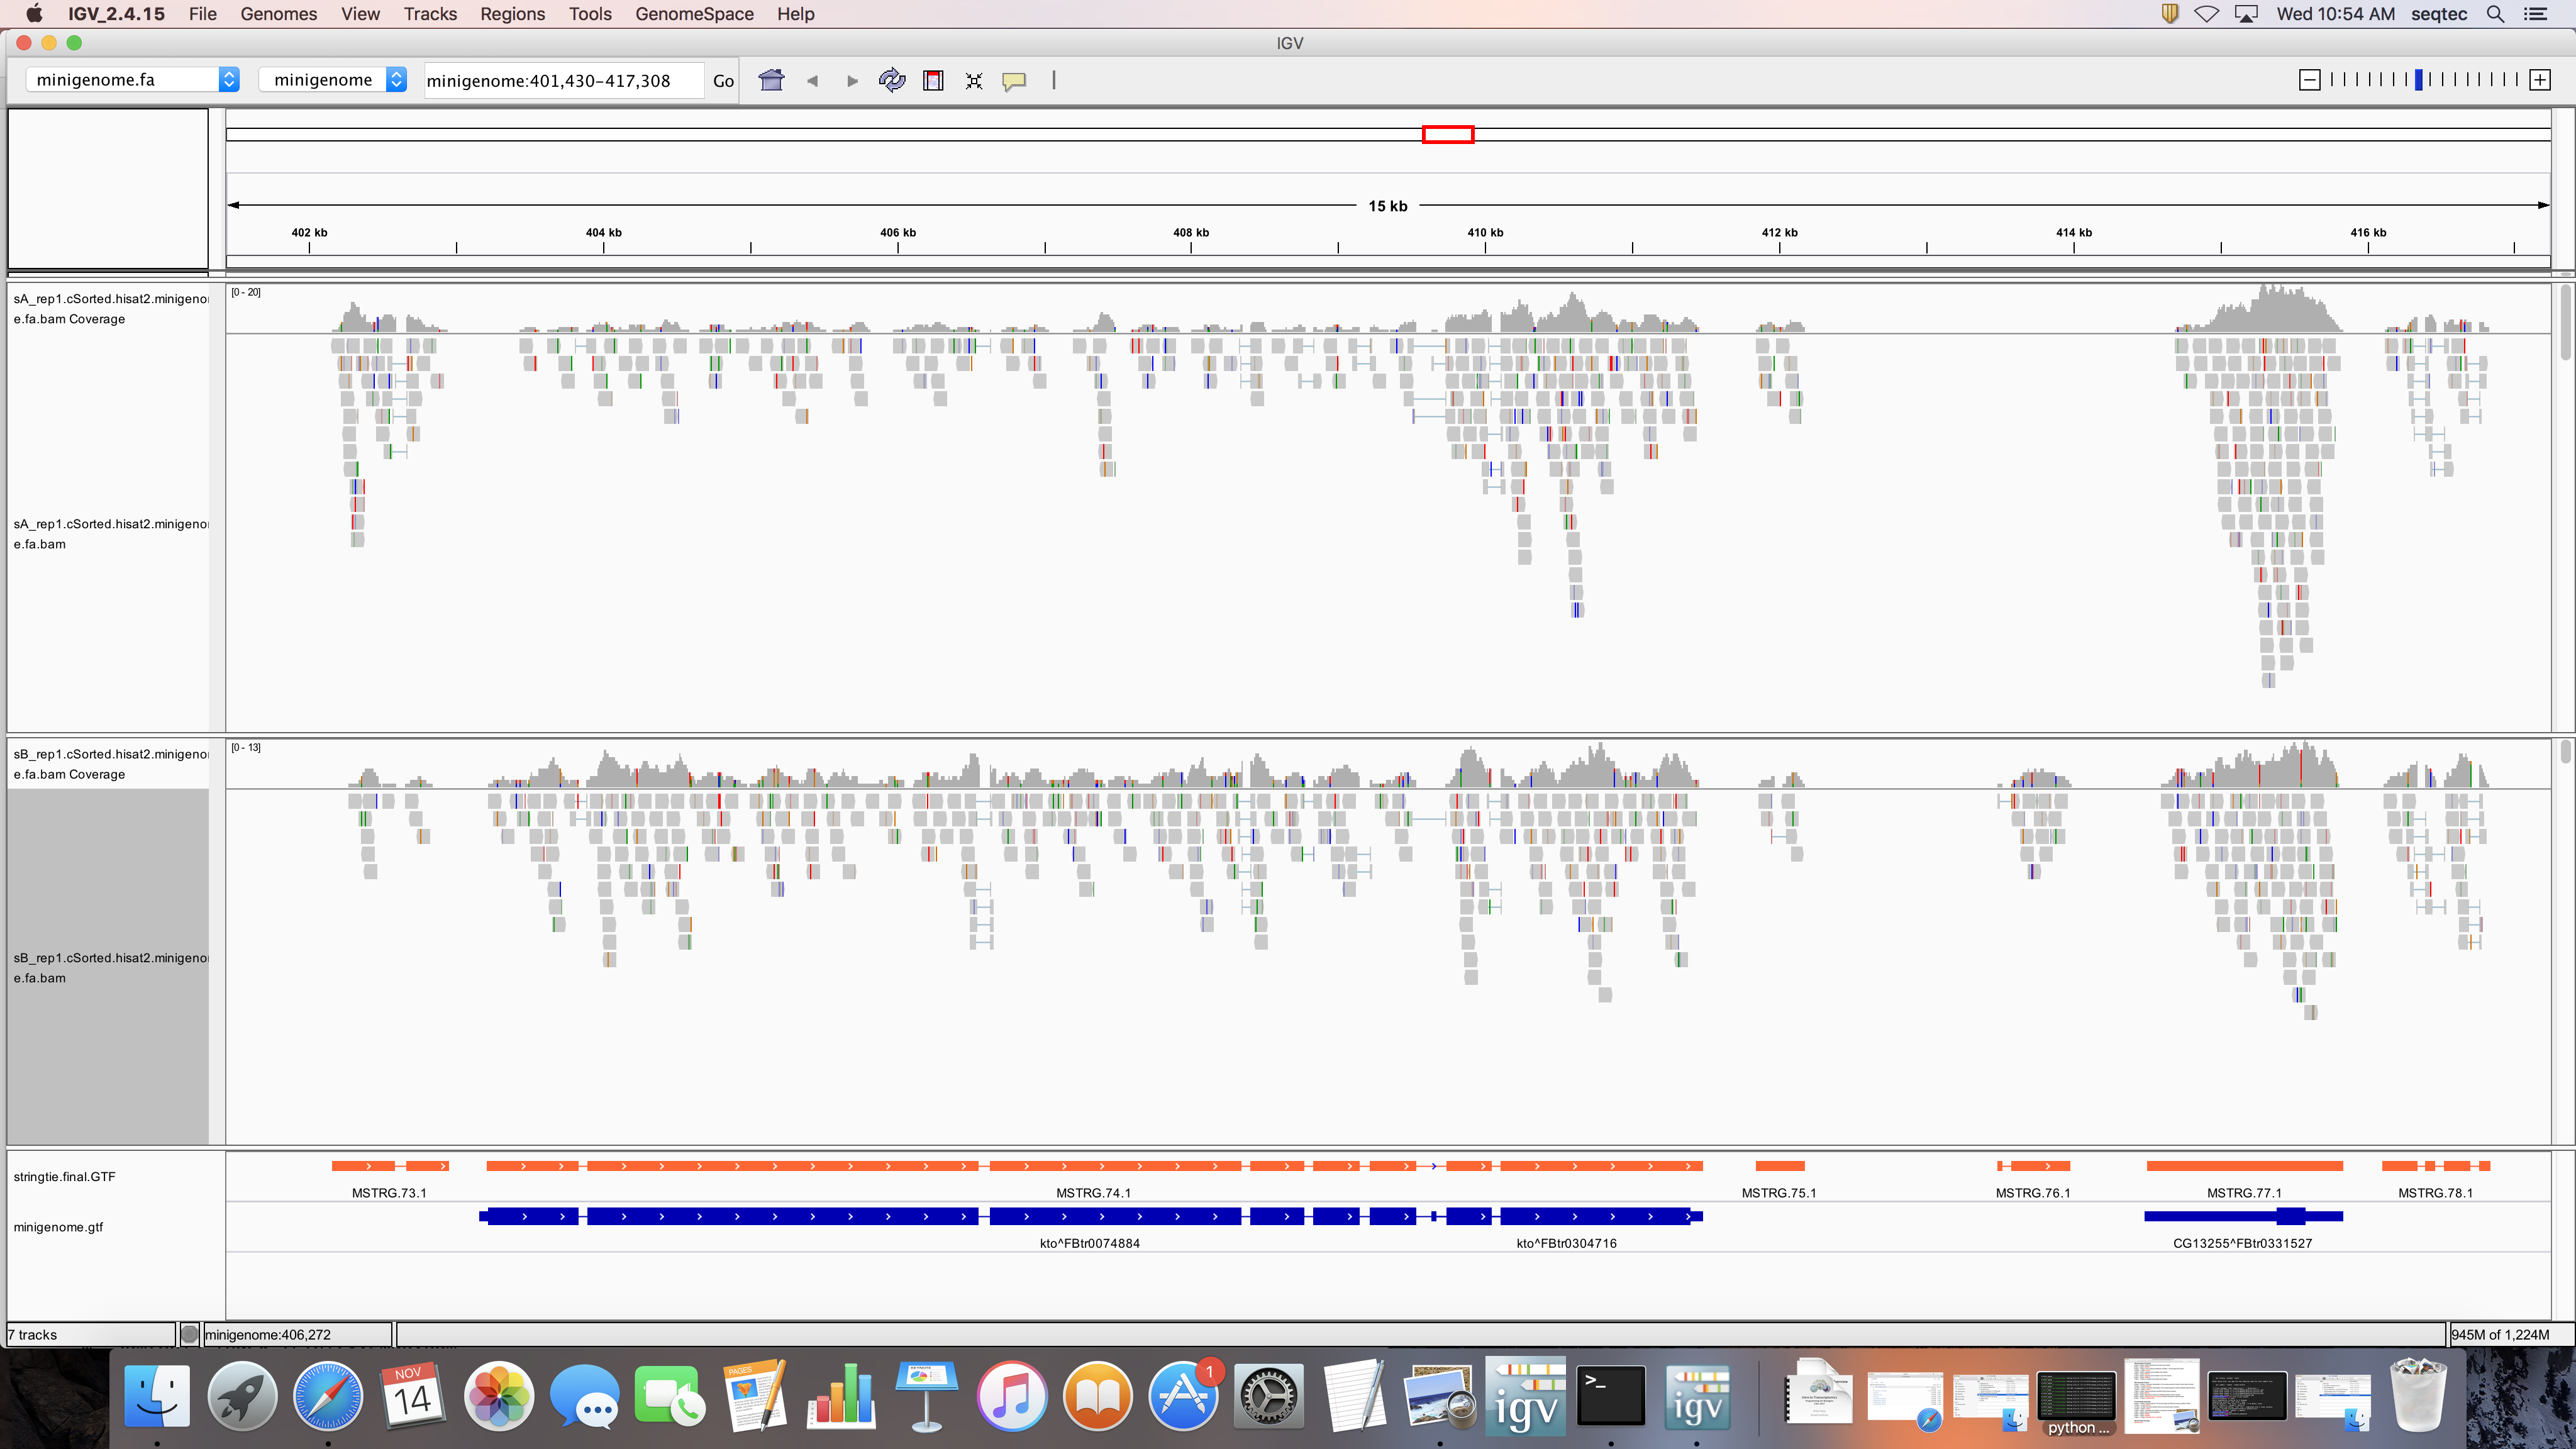 IGV_2.4.15 File Genomes View Tracks Regions Tools GenomeSpace Help Wed 10:54 AM seqtec
IGV
minigenome.fa minigenome minigenome:401,430-417,308 Go
15 kb
402 kb 404 kb 406 kb 408 kb 410 kb 412 kb 414 kb 416 kb
sA_rep1.cSorted.hisat2.minigeno [0 - 20]
e.fa.bam Coverage
sA_rep1.cSorted.hisat2.minigeno
e.fa.bam
sB_rep1.cSorted.hisat2.minigeno [0 - 13]
e.fa.bam Coverage
sB_rep1.cSorted.hisat2.minigeno
e.fa.bam
stringtie.final.GTF
MSTRG.73.1 MSTRG.74.1 MSTRG.75.1 MSTRG.76.1 MSTRG.77.1 MSTRG.78.1
minigenome.gtf
kto^FBtr0074884 kto^FBtr0304716 CG13255^FBtr0331527
7 tracks minigenome:406,272 945M of 1,224M
NOV
14
PAGES
1
igv
>_
igv
python ...